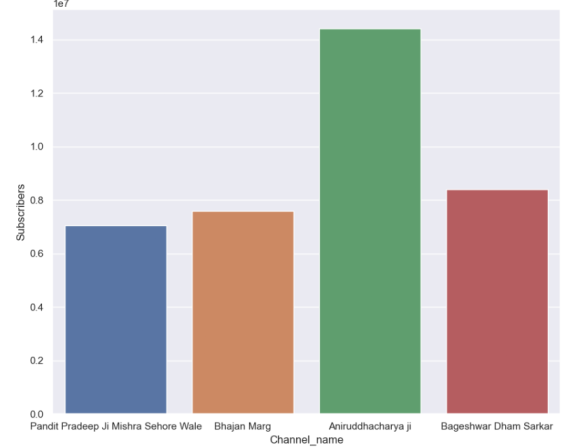 1e7
1.4
1.2
1.0
0.8
0.6
0.4
0.2
0.0
Subscribers
Pandit Pradeep Ji Mishra Sehore Wale
Bhajan Marg
Aniruddhacharya ji
Bageshwar Dham Sarkar
Channel_name